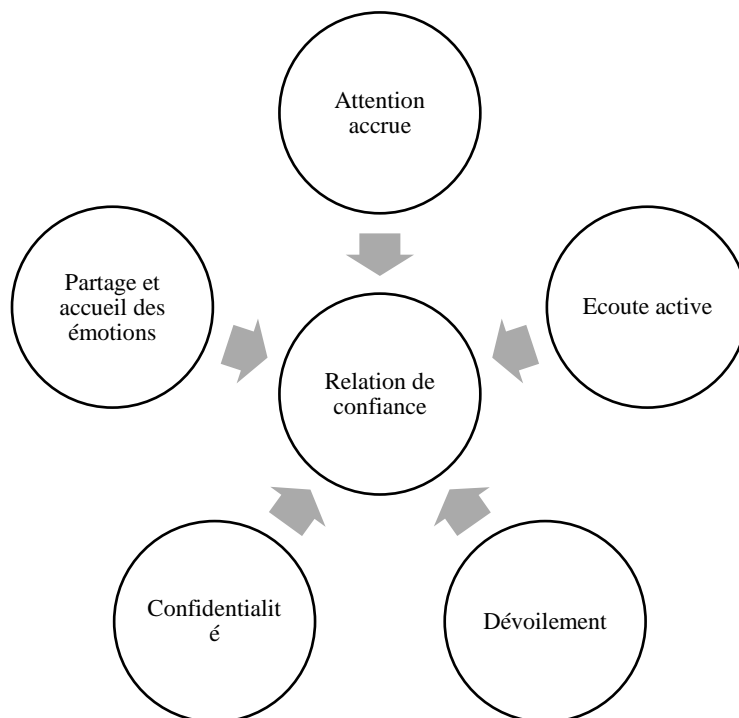 Attention
accrue
Partage et
accueil des
émotions
Ecoute active
Relation de
confiance
Confidentialit
é
Dévoilement